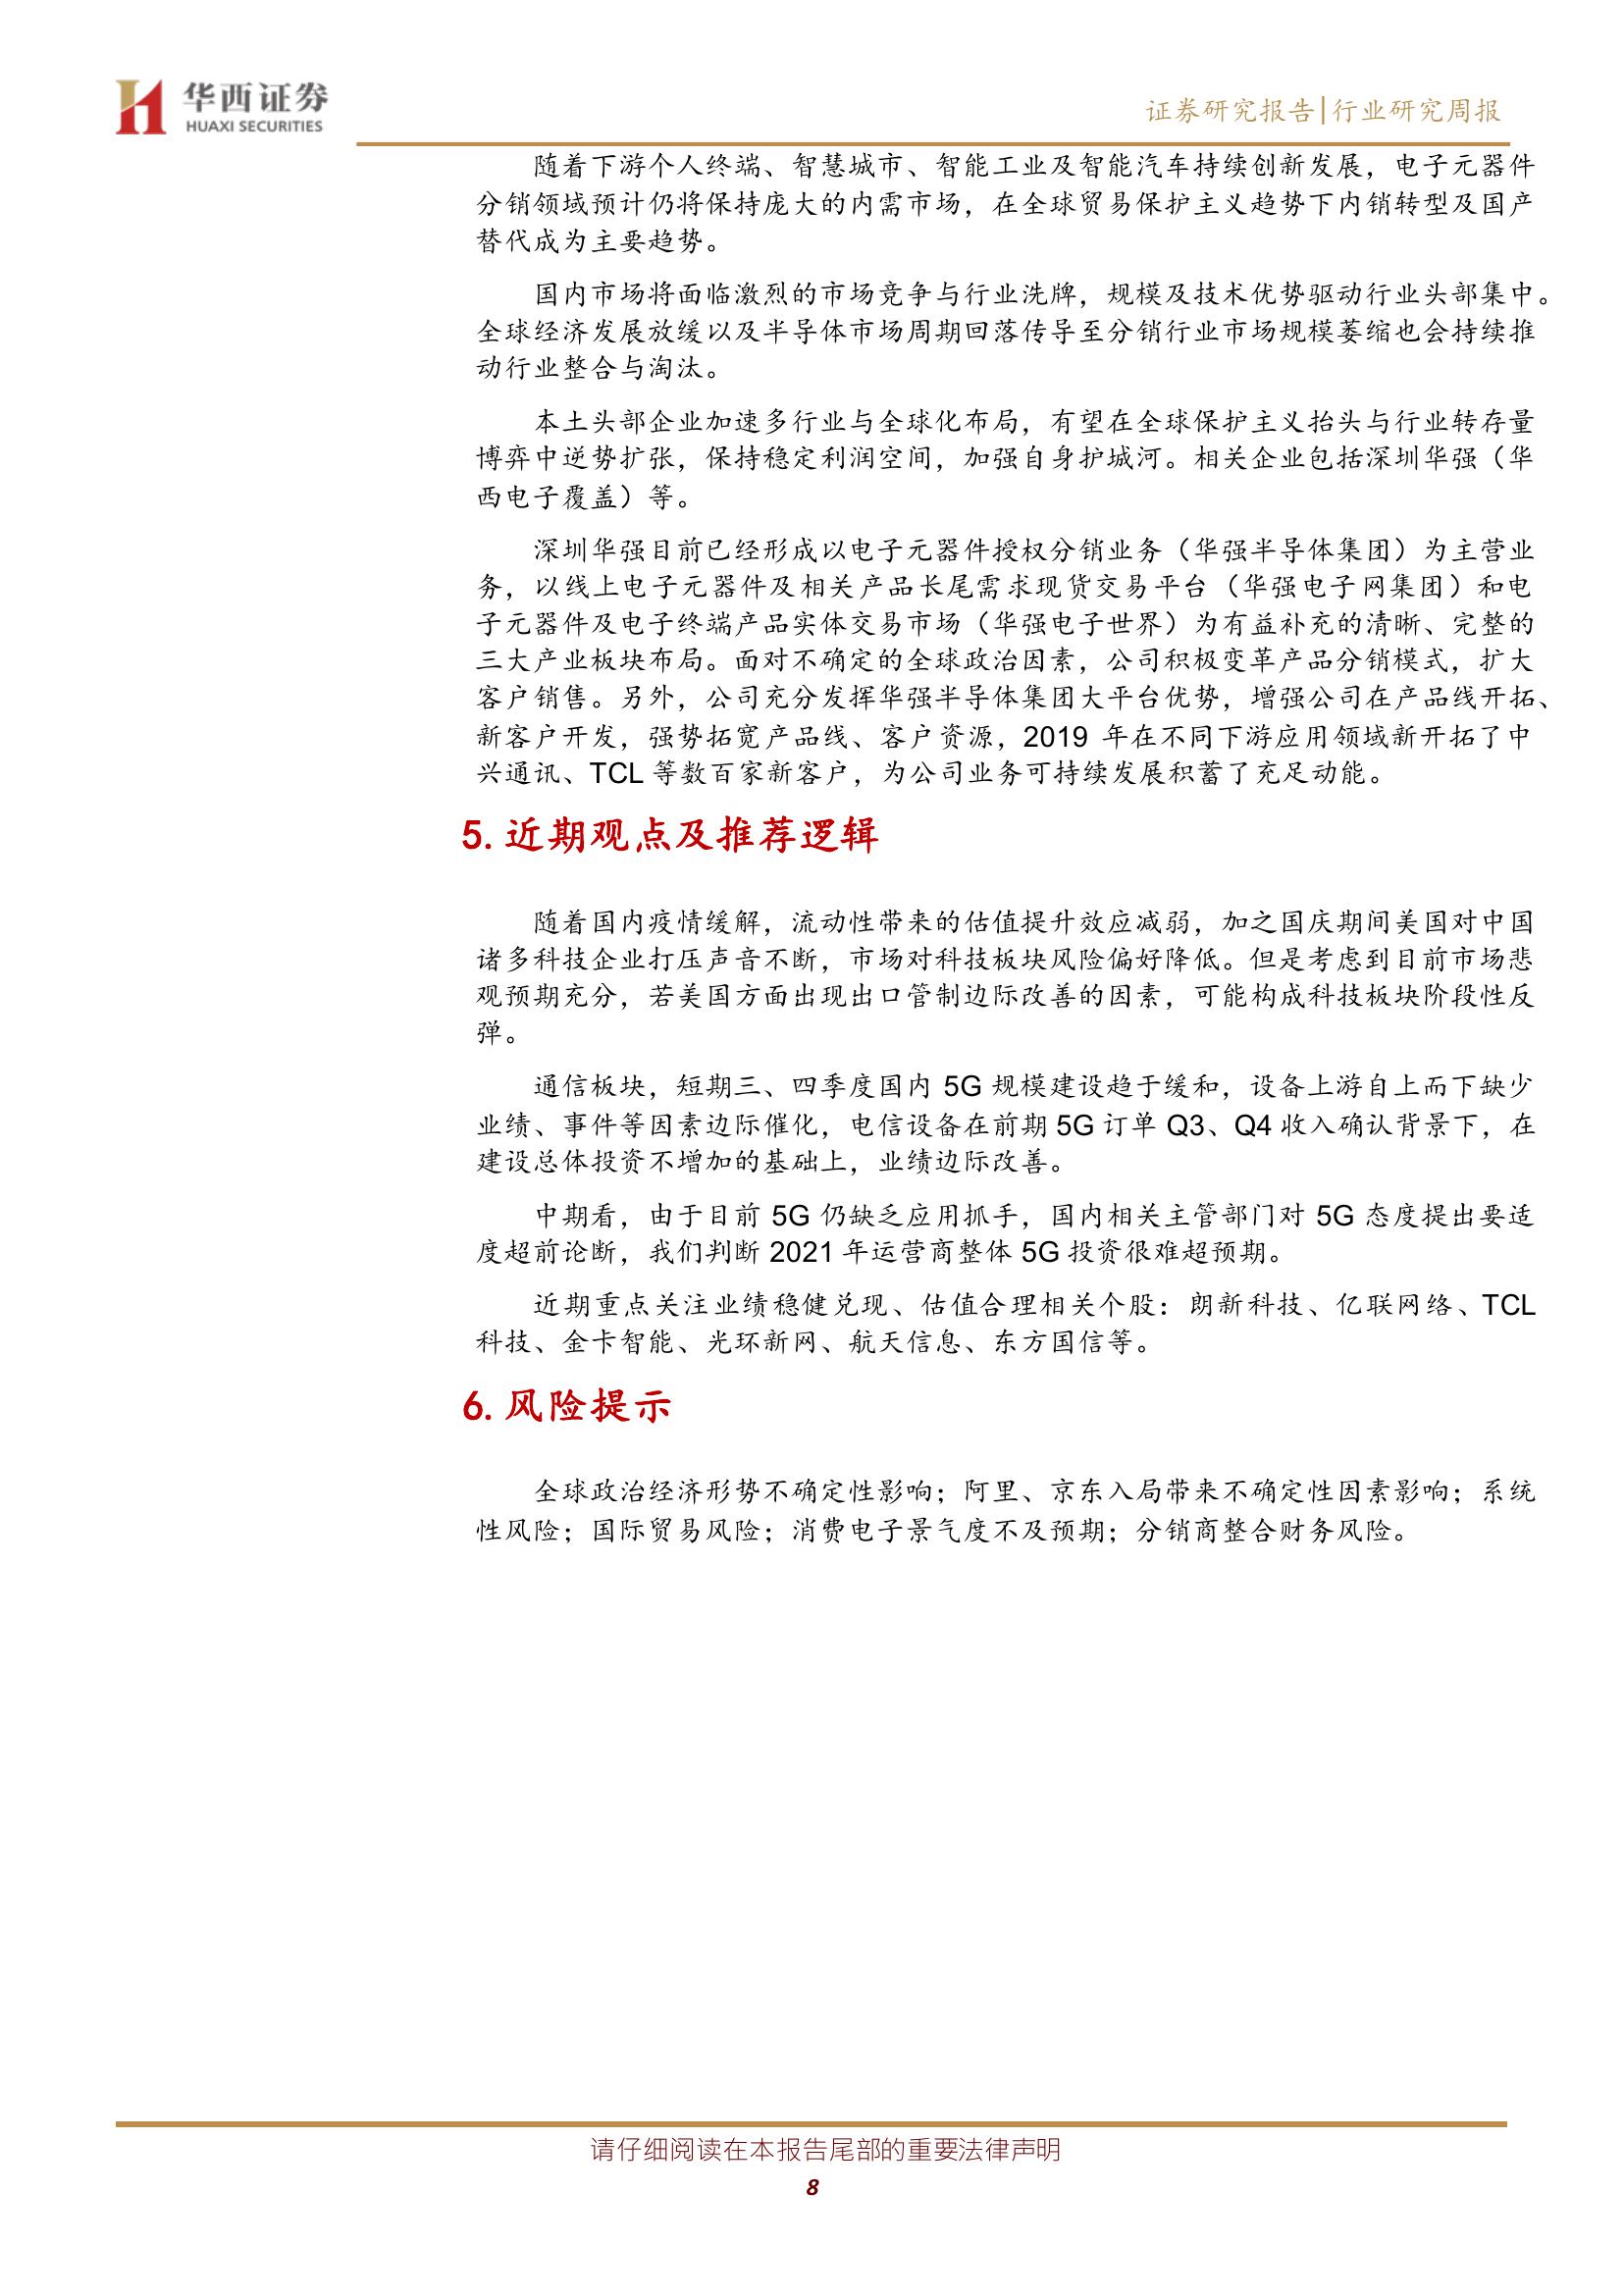 华西证券
HUAXI SECURITIES
证券研究报告|行业研究周报
随着下游个人终端、智慧城市、智能工业及智能汽车持续创新发展，电子元器件
分销领域预计仍将保持庞大的内需市场，在全球贸易保护主义趋势下内销转型及国产
替代成为主要趋势。
国内市场将面临激烈的市场竞争与行业洗牌，规模及技术优势驱动行业头部集中。
全球经济发展放缓以及半导体市场周期回落传导至分销行业市场规模萎缩也会持续推
动行业整合与淘汰。
本土头部企业加速多行业与全球化布局，有望在全球保护主义抬头与行业转存量
博弈中逆势扩张，保持稳定利润空间，加强自身护城河。相关企业包括深圳华强（华
西电子覆盖）等。
深圳华强目前已经形成以电子元器件授权分销业务（华强半导体集团）为主营业
务，以线上电子元器件及相关产品长尾需求现货交易平台（华强电子网集团）和电
子元器件及电子终端产品实体交易市场（华强电子世界）为有益补充的清晰、完整的
三大产业板块布局。面对不确定的全球政治因素，公司积极变革产品分销模式，扩大
客户销售。另外，公司充分发挥华强半导体集团大平台优势，增强公司在产品线开拓、
新客户开发，强势拓宽产品线、客户资源，2019 年在不同下游应用领域新开拓了中
兴通讯、TCL 等数百家新客户，为公司业务可持续发展积蓄了充足动能。
5. 近期观点及推荐逻辑
随着国内疫情缓解，流动性带来的估值提升效应减弱，加之国庆期间美国对中国
诸多科技企业打压声音不断，市场对科技板块风险偏好降低。但是考虑到目前市场悲
观预期充分，若美国方面出现出口管制边际改善的因素，可能构成科技板块阶段性反
弹。
通信板块，短期三、四季度国内 5G 规模建设趋于缓和，设备上游自上而下缺少
业绩、事件等因素边际催化，电信设备在前期 5G 订单 Q3、Q4 收入确认背景下，在
建设总体投资不增加的基础上，业绩边际改善。
中期看，由于目前 5G 仍缺乏应用抓手，国内相关主管部门对 5G 态度提出要适
度超前论断，我们判断 2021 年运营商整体 5G 投资很难超预期。
近期重点关注业绩稳健兑现、估值合理相关个股：朗新科技、亿联网络、TCL
科技、金卡智能、光环新网、航天信息、东方国信等。
6. 风险提示
全球政治经济形势不确定性影响；阿里、京东入局带来不确定性因素影响；系统
性风险；国际贸易风险；消费电子景气度不及预期；分销商整合财务风险。
请仔细阅读在本报告尾部的重要法律声明
8